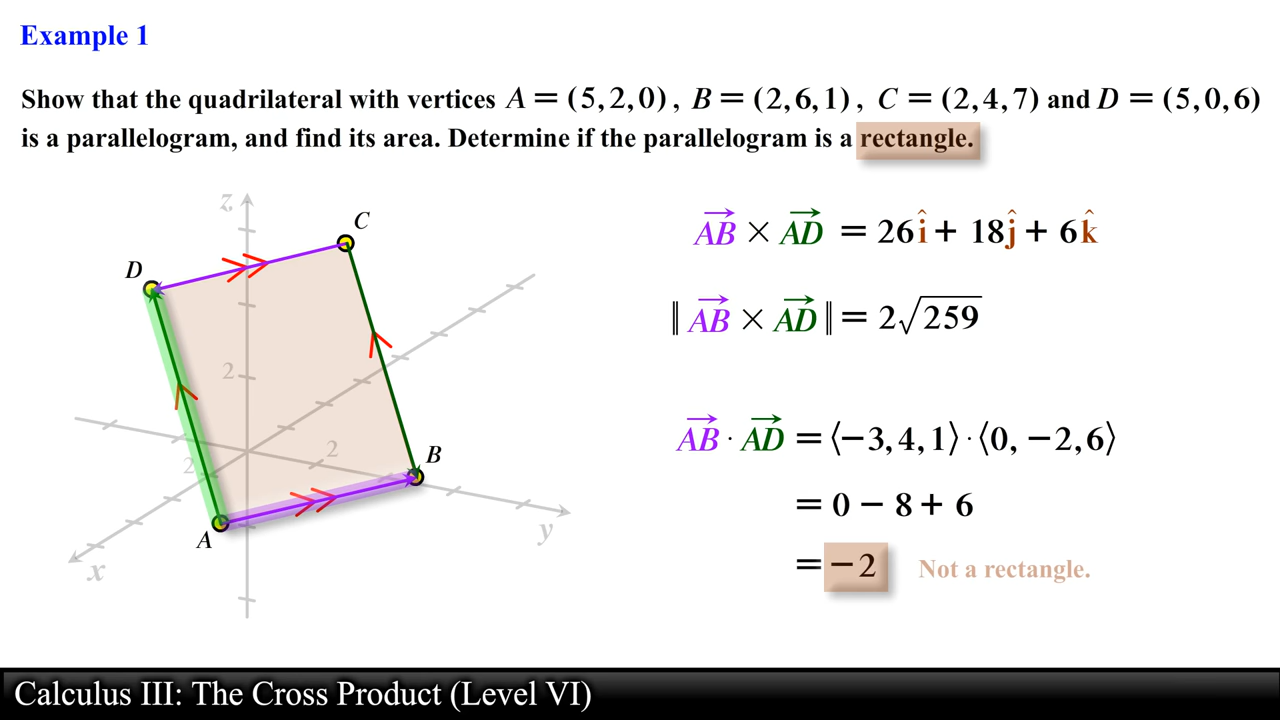 Example 1
Show that the quadrilateral with vertices A = (5, 2, 0), B = (2, 6, 1), C = (2, 4, 7) and D = (5, 0, 6)
is a parallelogram, and find its area. Determine if the parallelogram is a rectangle.
z
C
D
2
2
2
B
A
y
x
AB⃗ × AD⃗ = 26î + 18ĵ + 6k̂
‖AB⃗ × AD⃗‖ = 2√259
AB⃗ · AD⃗ = ⟨−3, 4, 1⟩ · ⟨0, −2, 6⟩
= 0 − 8 + 6
= −2 Not a rectangle.
Calculus III: The Cross Product (Level VI)